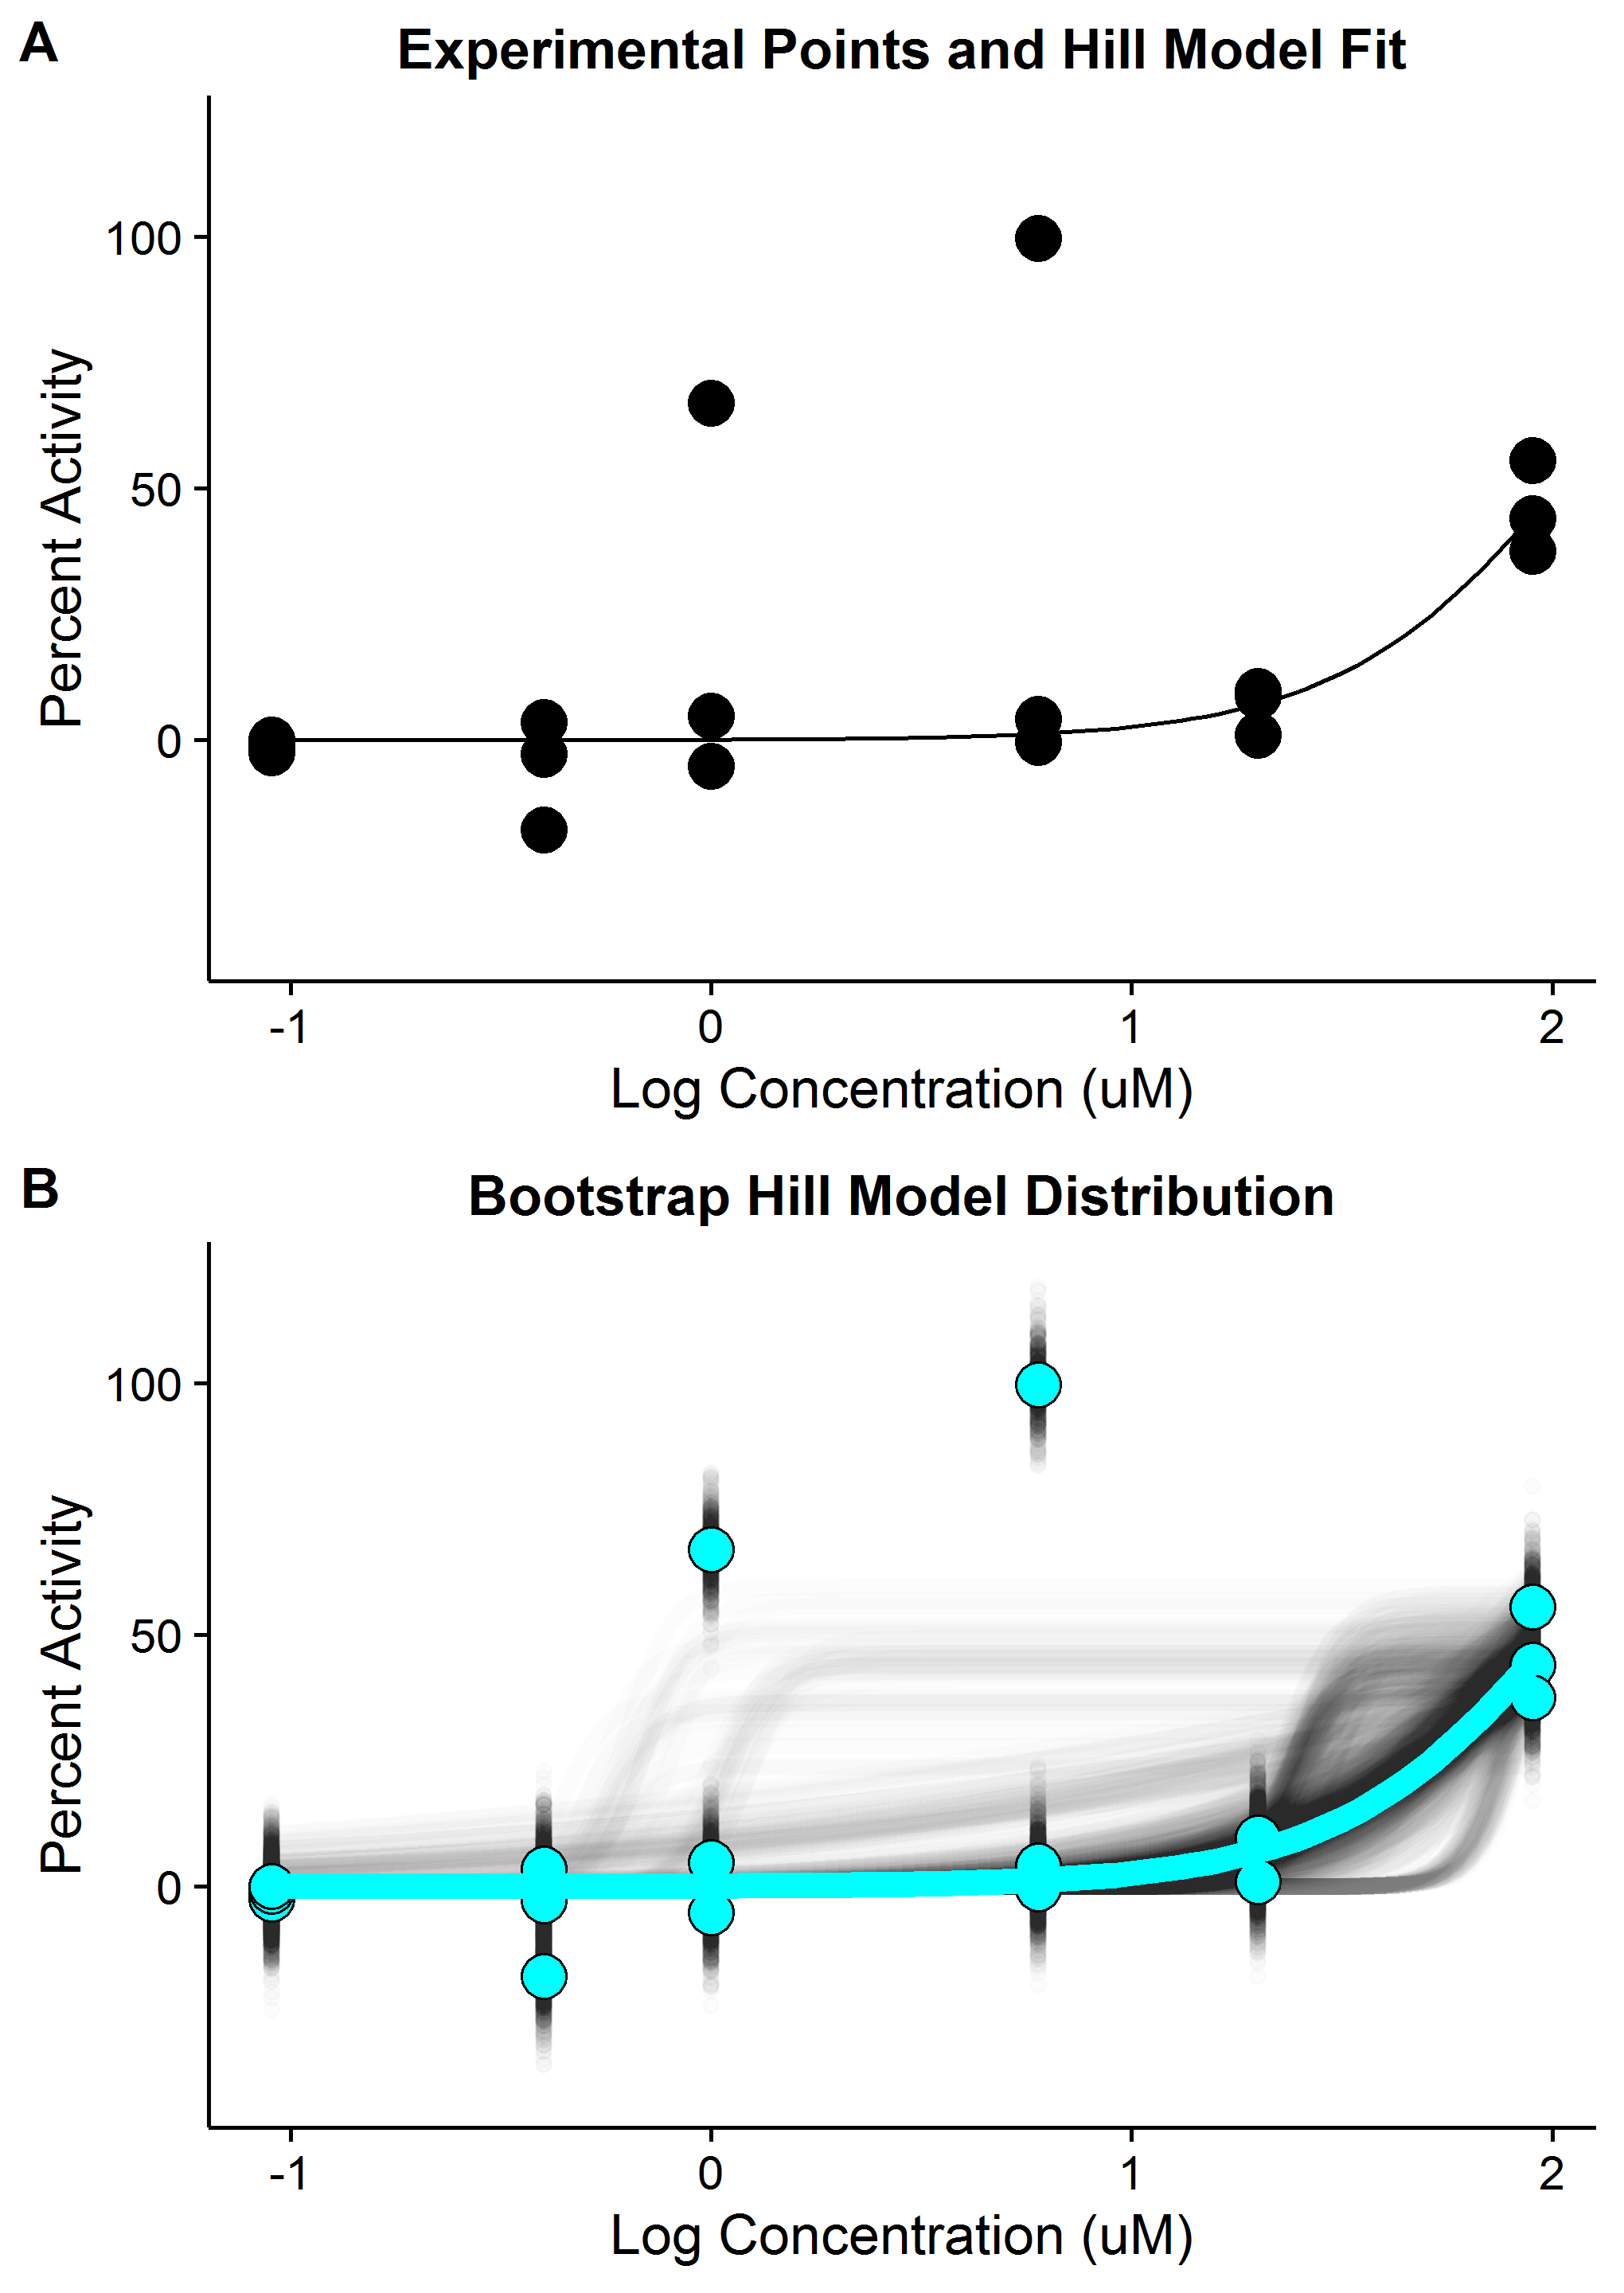 A
Experimental Points and Hill Model Fit
Percent Activity
100
50
0
-1 0 1 2
Log Concentration (uM)
B
Bootstrap Hill Model Distribution
Percent Activity
100
50
0
-1 0 1 2
Log Concentration (uM)